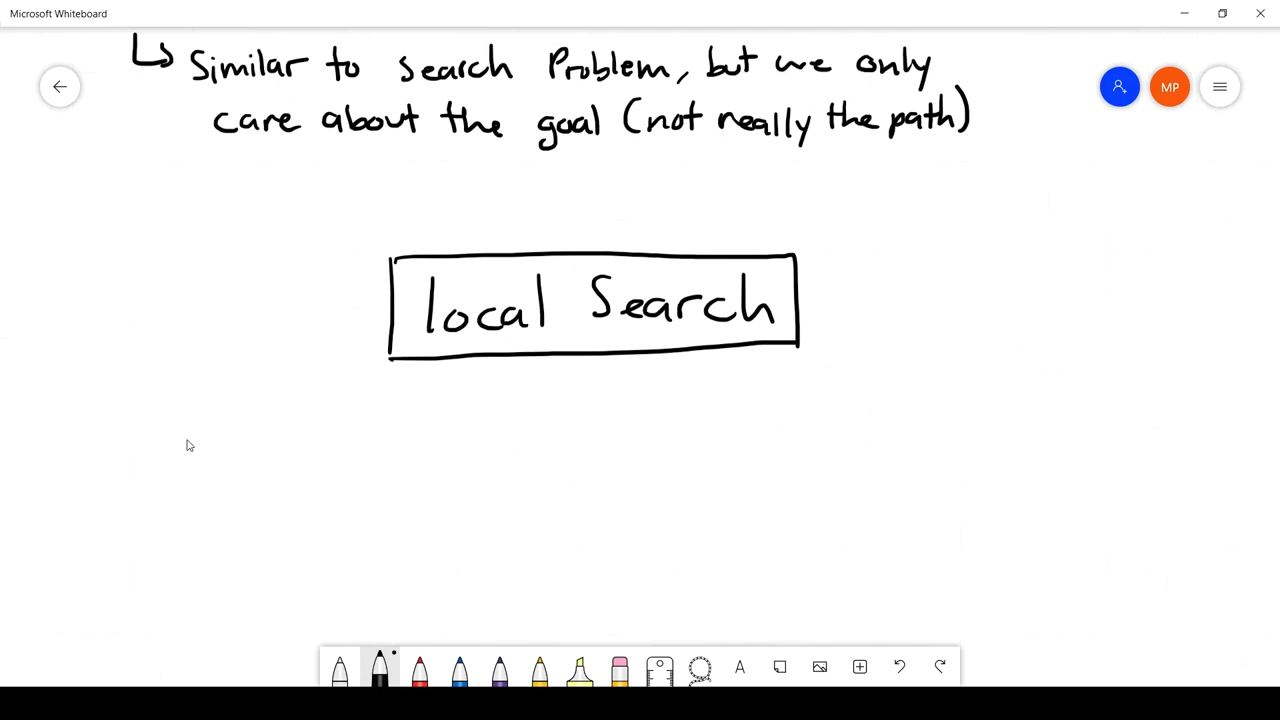 Microsoft Whiteboard
↳ Similar to search Problem, but we only
care about the goal (not really the path)
MP
local Search
A